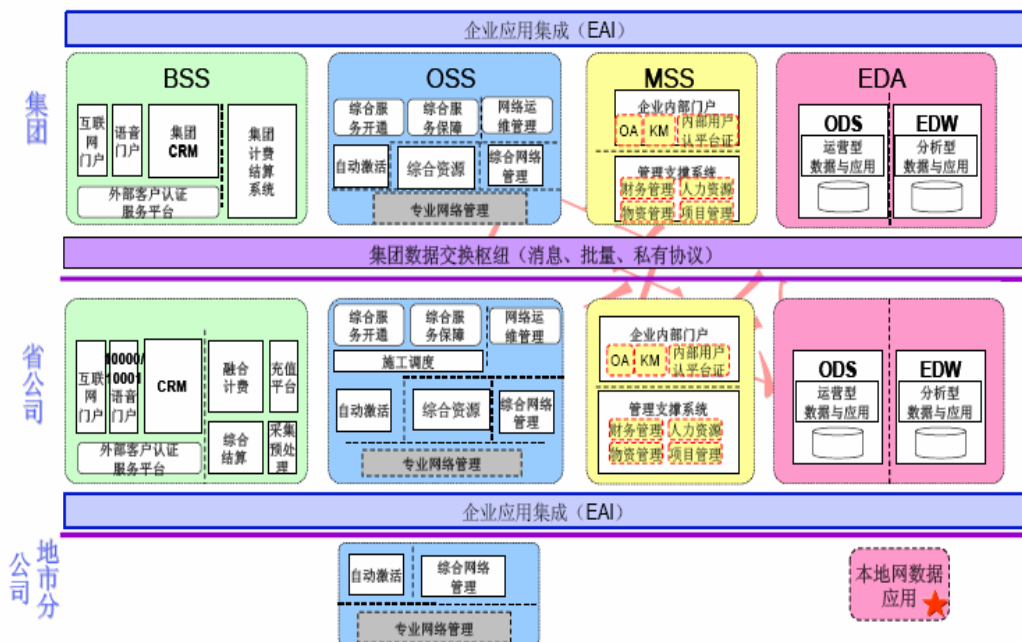 企业应用集成（EAI）
集团
BSS
互联
网
门户
语音
门户
集团
CRM
集团
计费
结算
系统
外部客户认证
服务平台
OSS
综合服
务开通
综合服
务保障
网络运
维管理
自动激活
综合资源
综合网络
管理
专业网络管理
MSS
企业内部门户
OA
KM
内部用户
认平台证
管理支撑系统
财务管理
人力资源
物资管理
项目管理
EDA
ODS
运营型
数据与应用
EDW
分析型
数据与应用
集团数据交换枢纽（消息、批量、私有协议）
省公司
互联
网
门户
10000/
10001
语音
门户
CRM
融合
计费
充值
平台
综合
结算
采集
预处
理
外部客户认证
服务平台
综合服
务开通
综合服
务保障
网络运
维管理
施工调度
自动激活
综合资源
综合网络
管理
专业网络管理
企业内部门户
OA
KM
内部用户
认平台证
管理支撑系统
财务管理
人力资源
物资管理
项目管理
ODS
运营型
数据与应用
EDW
分析型
数据与应用
企业应用集成（EAI）
地市分
公司
自动激活
综合网络
管理
专业网络管理
本地网数据
应用